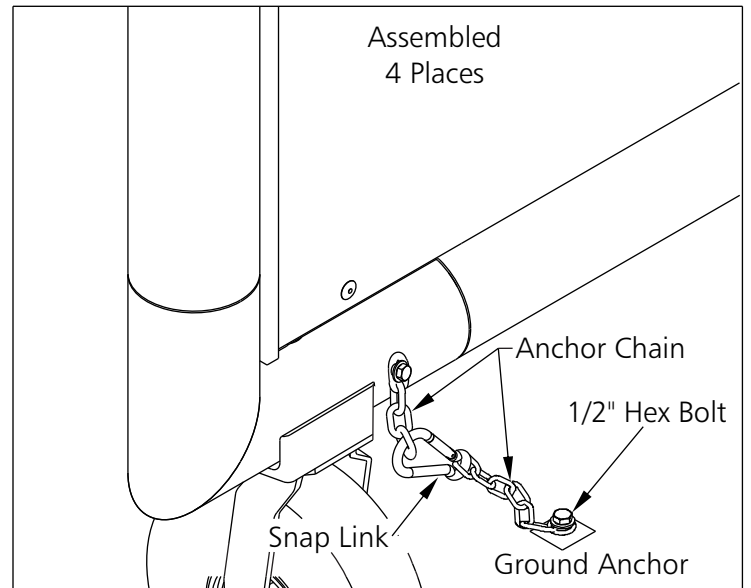 Assembled
4 Places
Anchor Chain
1/2" Hex Bolt
Snap Link
Ground Anchor